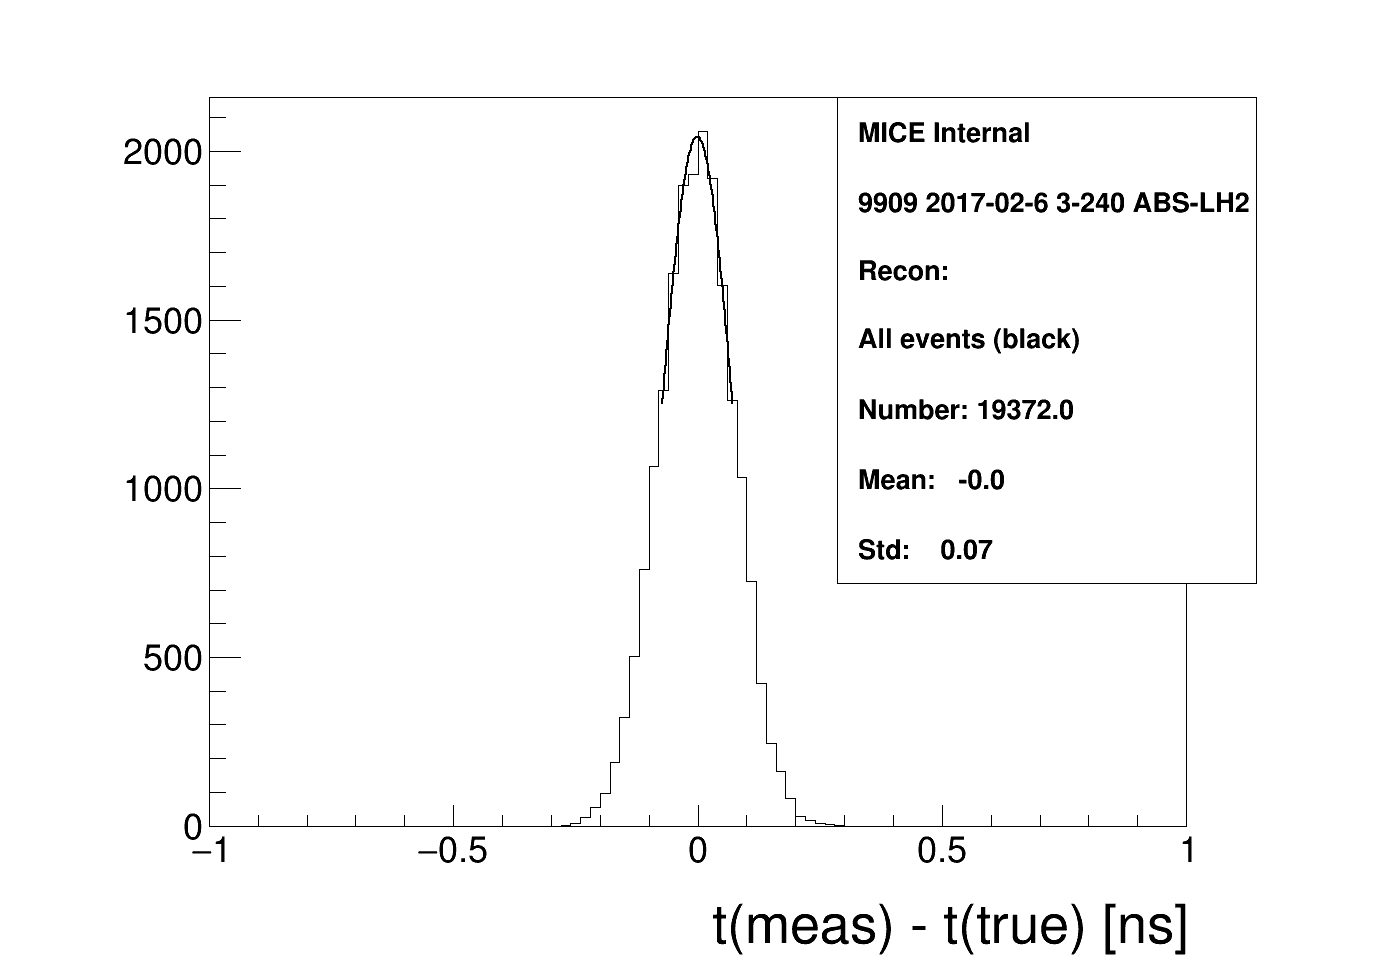 MICE Internal
9909 2017-02-6 3-240 ABS-LH2
Recon:
All events (black)
Number: 19372.0
Mean: -0.0
Std: 0.07
2000
1500
1000
500
0
−1 −0.5 0 0.5 1
t(meas) - t(true) [ns]